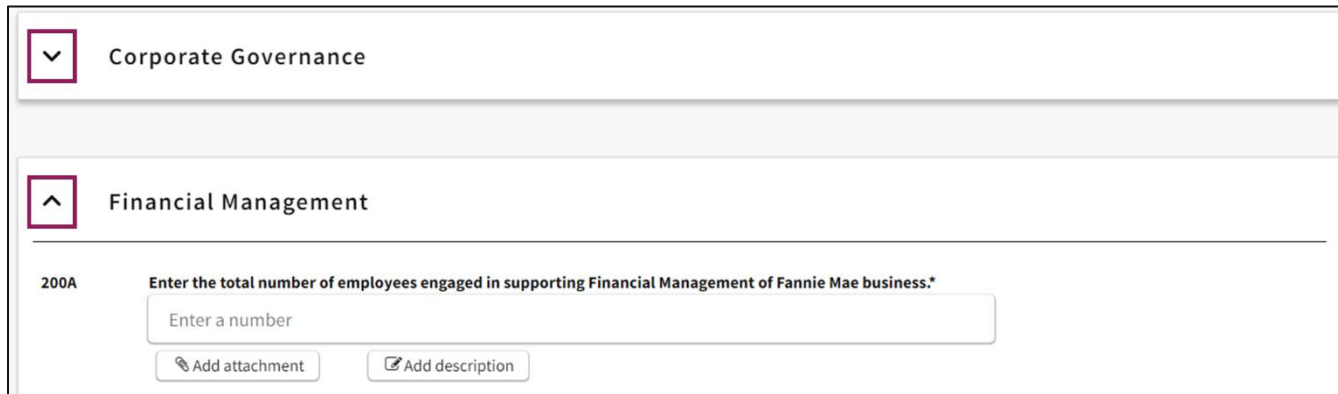 Corporate Governance
Financial Management
200A Enter the total number of employees engaged in supporting Financial Management of Fannie Mae business.*
Enter a number
Add attachment Add description